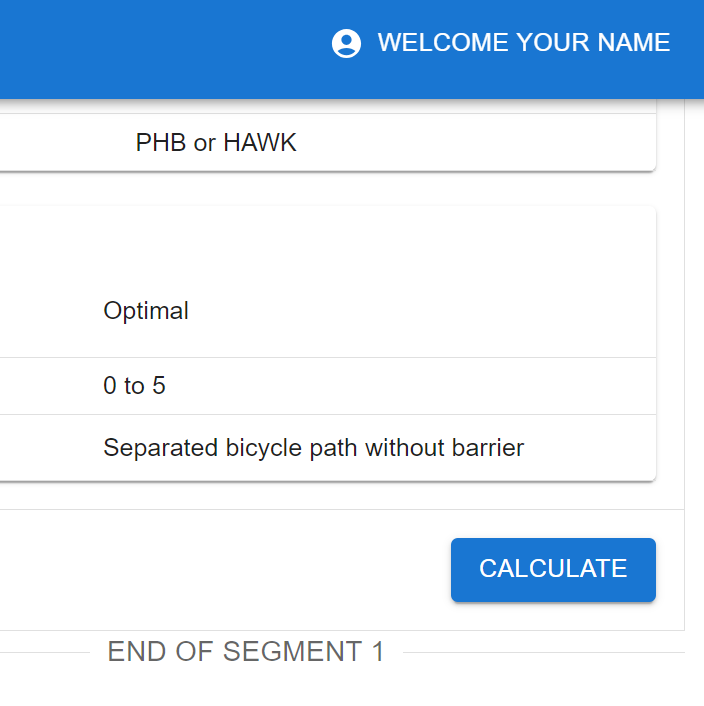 WELCOME YOUR NAME
PHB or HAWK
Optimal
0 to 5
Separated bicycle path without barrier
CALCULATE
END OF SEGMENT 1